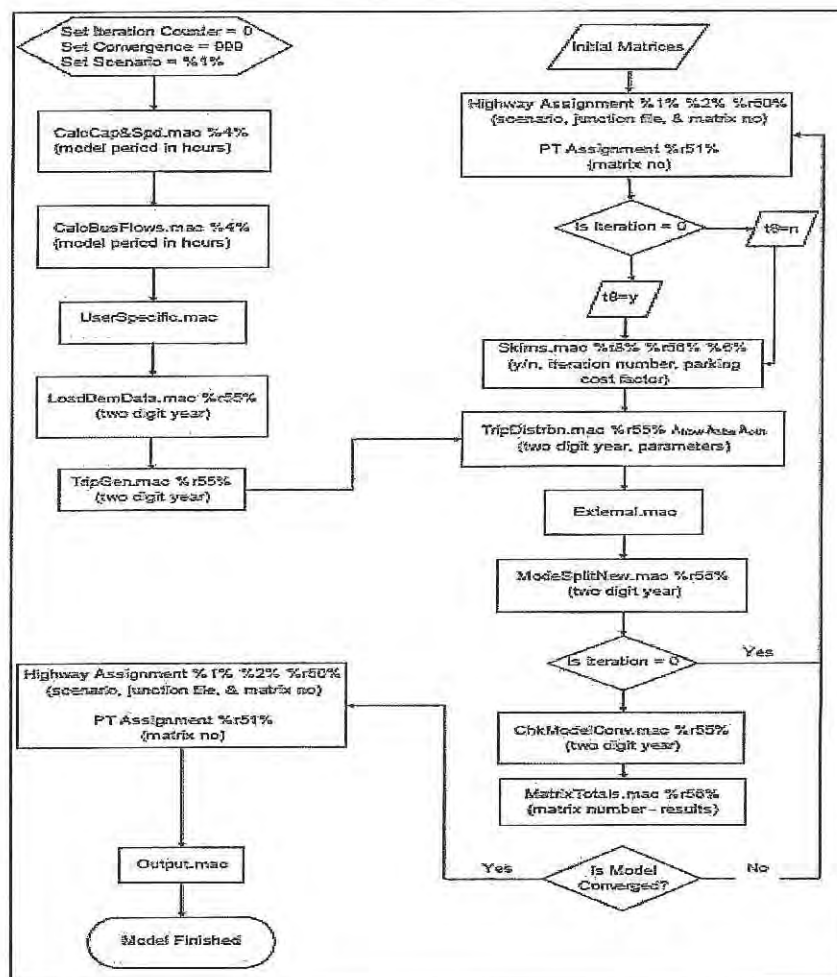 Set Iteration Counter = 0
Set Convergence = 999
Set Scenario = %1%
CalcCap&Spd.mac %4%
(model period in hours)
CalcBusFlows.mac %4%
(model period in hours)
UserSpecific.mac
LoadDemData.mac %r55%
(two digit year)
TripGen.mac %r55%
(two digit year)
Initial Matrices
Highway Assignment %1% %2% %r50%
(scenario, junction file, & matrix no)
PT Assignment %r51%
(matrix no)
Is Iteration = 0
t8=n
t8=y
Skims.mac %t8% %r56% %6%
(y/n, iteration number, parking
cost factor)
TripDistrbn.mac %r55%
(two digit year, parameters)
External.mac
ModeSplitNew.mac %r55%
(two digit year)
Is Iteration = 0
Yes
ChkModelConv.mac %r55%
(two digit year)
MatrixTotals.mac %r56%
(matrix number - results)
Is Model
Converged?
Yes
No
Highway Assignment %1% %2% %r50%
(scenario, junction file, & matrix no)
PT Assignment %r51%
(matrix no)
Output.mac
Model Finished